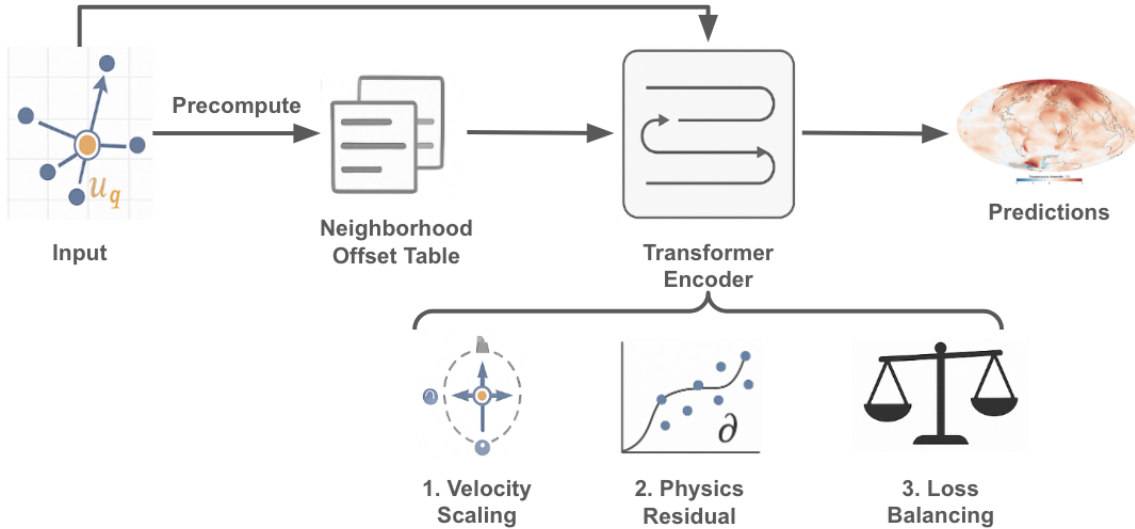 Precompute
u_q
Input
Neighborhood
Offset Table
Transformer
Encoder
Predictions
∂
1. Velocity
Scaling
2. Physics
Residual
3. Loss
Balancing